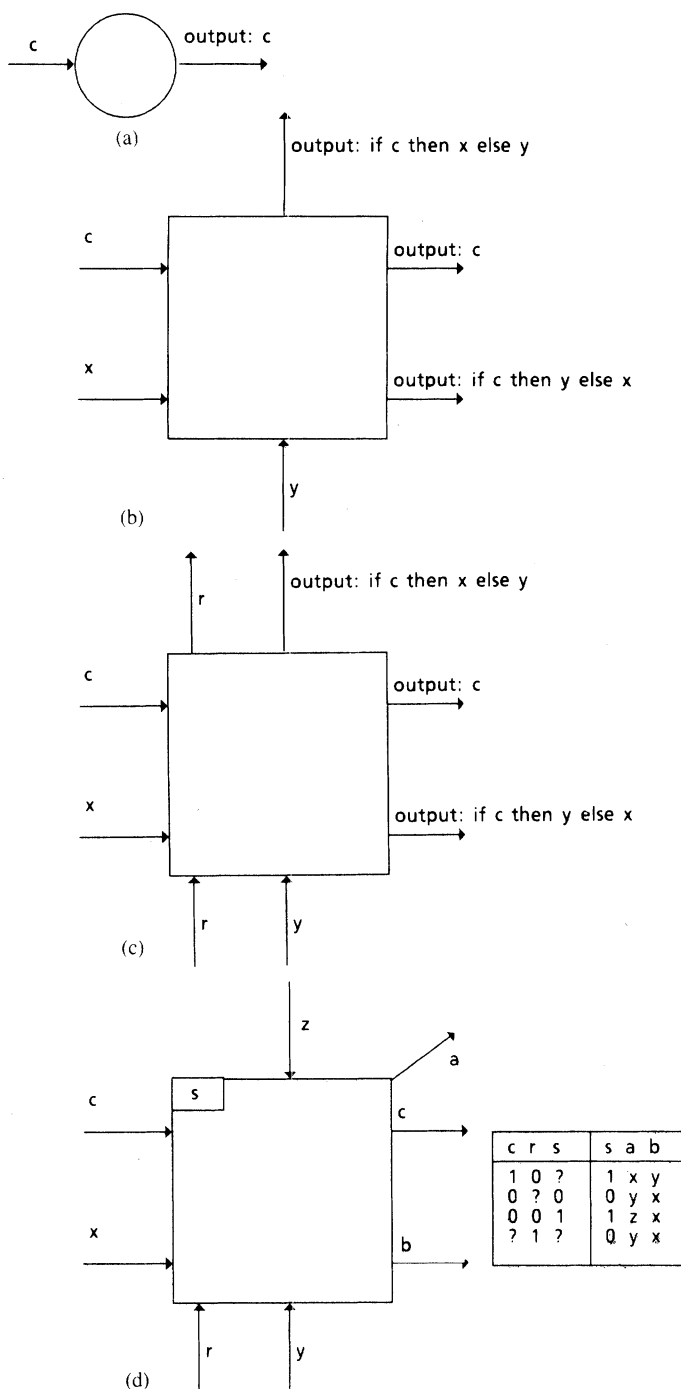 c
output: c
(a)
output: if c then x else y
c
output: c
x
output: if c then y else x
y
(b)
r
output: if c then x else y
c
output: c
x
output: if c then y else x
r
y
(c)
z
a
s
c
c
c r s s a b
1 0 ? 1 x y
0 ? 0 0 y x
0 0 1 1 z x
? 1 ? 0 y x
x
b
r
y
(d)